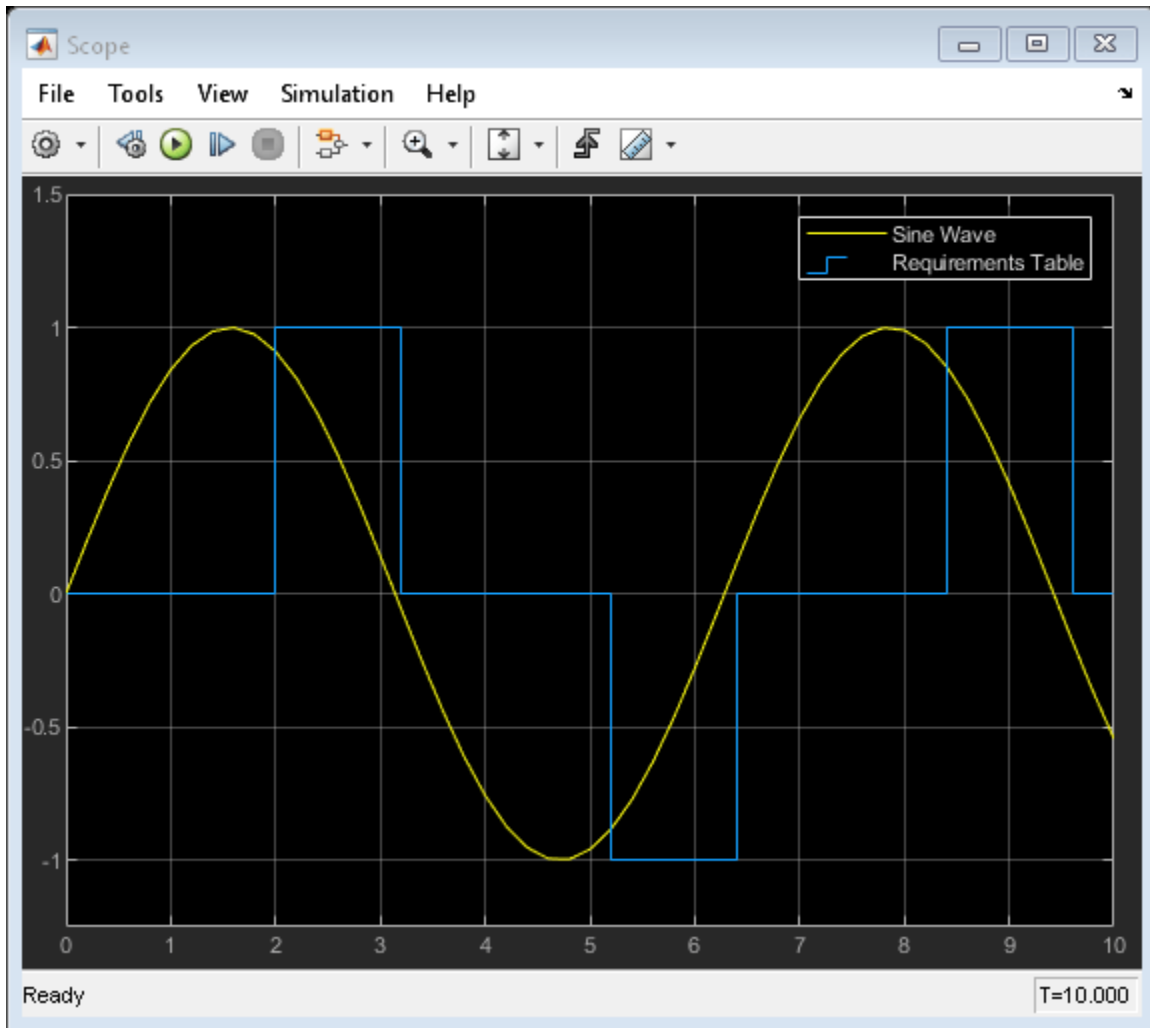 Scope
File Tools View Simulation Help
1.5
Sine Wave
Requirements Table
1
0.5
0
-0.5
-1
0 1 2 3 4 5 6 7 8 9 10
Ready T=10.000